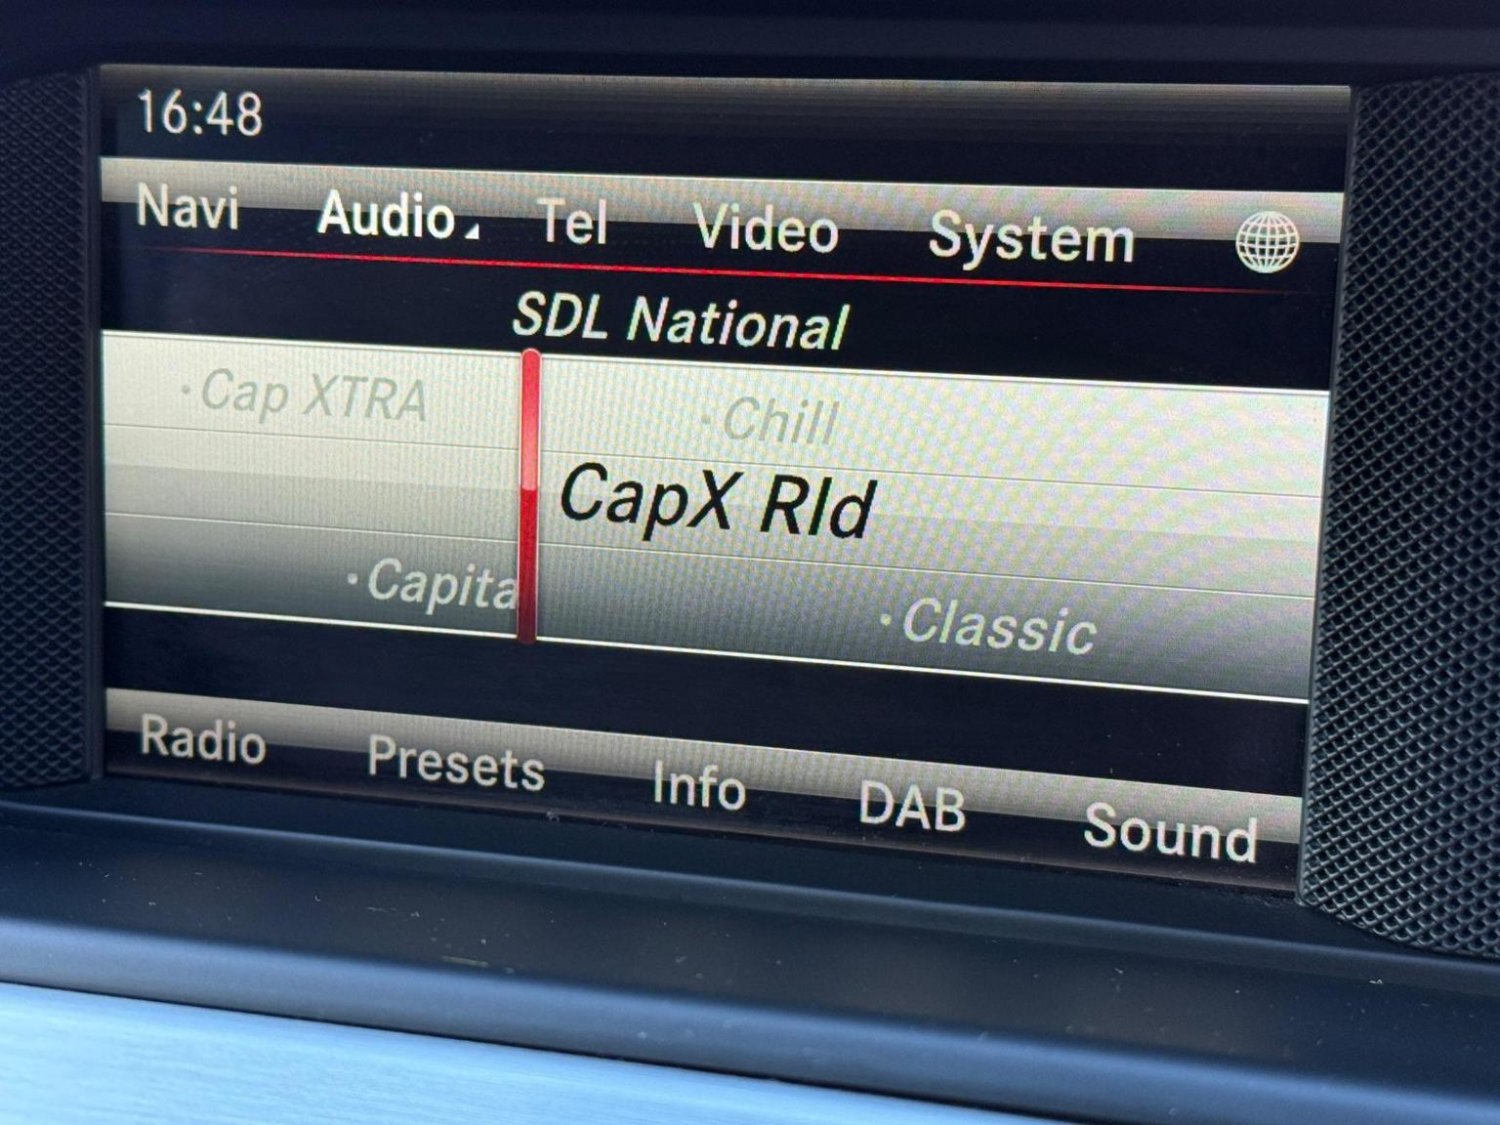 16:48
Navi Audio Tel Video System
SDL National
·Cap XTRA ·Chill
CapX Rld
·Capita ·Classic
Radio Presets Info DAB Sound